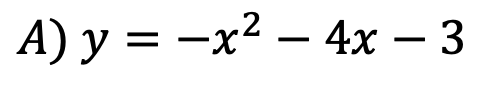 A) y = −x² − 4x − 3